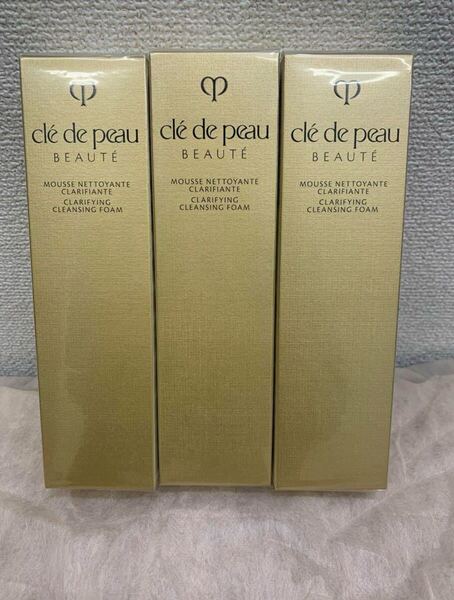 clé de peau
BEAUTÉ
MOUSSE NETTOYANTE
CLARIFIANTE
CLARIFYING
CLEANSING FOAM
clé de peau
BEAUTÉ
MOUSSE NETTOYANTE
CLARIFIANTE
CLARIFYING
CLEANSING FOAM
clé de peau
BEAUTÉ
MOUSSE NETTOYANTE
CLARIFIANTE
CLARIFYING
CLEANSING FOAM